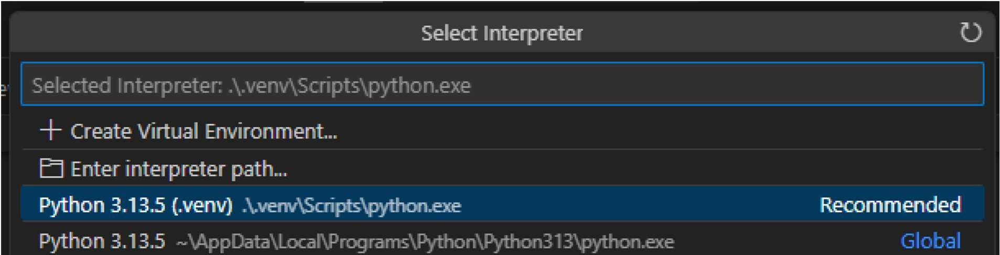 Select Interpreter
Selected Interpreter: .\.venv\Scripts\python.exe
Create Virtual Environment...
Enter interpreter path...
Python 3.13.5 (.venv) .\.venv\Scripts\python.exe Recommended
Python 3.13.5 ~\AppData\Local\Programs\Python\Python313\python.exe Global